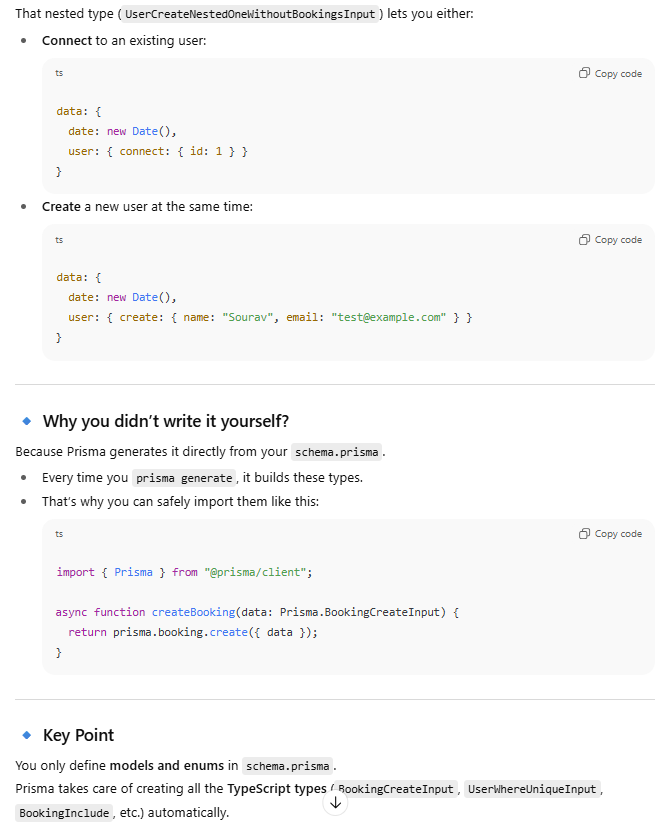 That nested type ( UserCreateNestedOneWithoutBookingsInput ) lets you either:
• Connect to an existing user:
ts
Copy code
data: {
  date: new Date(),
  user: { connect: { id: 1 } }
}
• Create a new user at the same time:
ts
Copy code
data: {
  date: new Date(),
  user: { create: { name: "Sourav", email: "test@example.com" } }
}
🔹 Why you didn’t write it yourself?
Because Prisma generates it directly from your schema.prisma .
• Every time you prisma generate , it builds these types.
• That's why you can safely import them like this:
ts
Copy code
import { Prisma } from "@prisma/client";
async function createBooking(data: Prisma.BookingCreateInput) {
  return prisma.booking.create({ data });
}
🔹 Key Point
You only define models and enums in schema.prisma .
Prisma takes care of creating all the TypeScript types ( BookingCreateInput , UserWhereUniqueInput ,
BookingInclude , etc.) automatically.